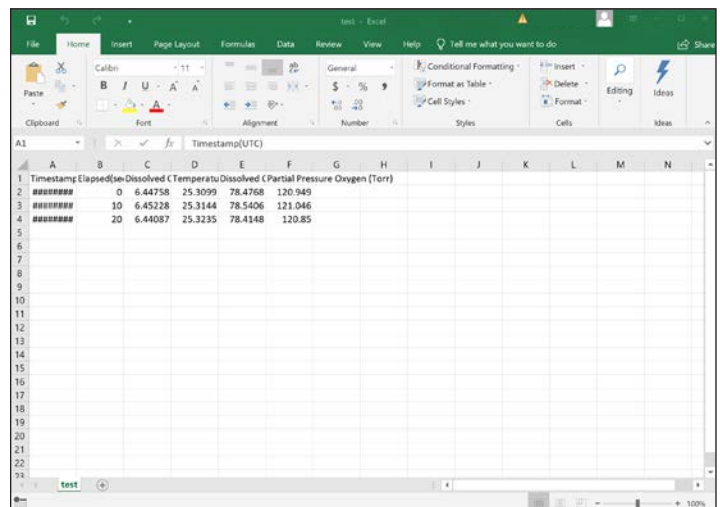 test - Excel
File Home Insert Page Layout Formulas Data Review View Help Tell me what you want to do Share
Paste
Clipboard
Calibri 11
B I U A A
A
Font
ab
Alignment
General
$ % 9
Number
Conditional Formatting
Format as Table
Cell Styles
Styles
Insert
Delete
Format
Cells
Editing
Ideas
Ideas
A1 fx Timestamp(UTC)
A B C D E F G H I J K L M N
1 Timestamp Elapsed(se Dissolved ( Temperatu Dissolved ( Partial Pressure Oxygen (Torr)
2 ######## 0 6.44758 25.3099 78.4768 120.949
3 ######## 10 6.45228 25.3144 78.5406 121.046
4 ######## 20 6.44087 25.3235 78.4148 120.85
5
6
7
8
9
10
11
12
13
14
15
16
17
18
19
20
21
22
23
test
100%